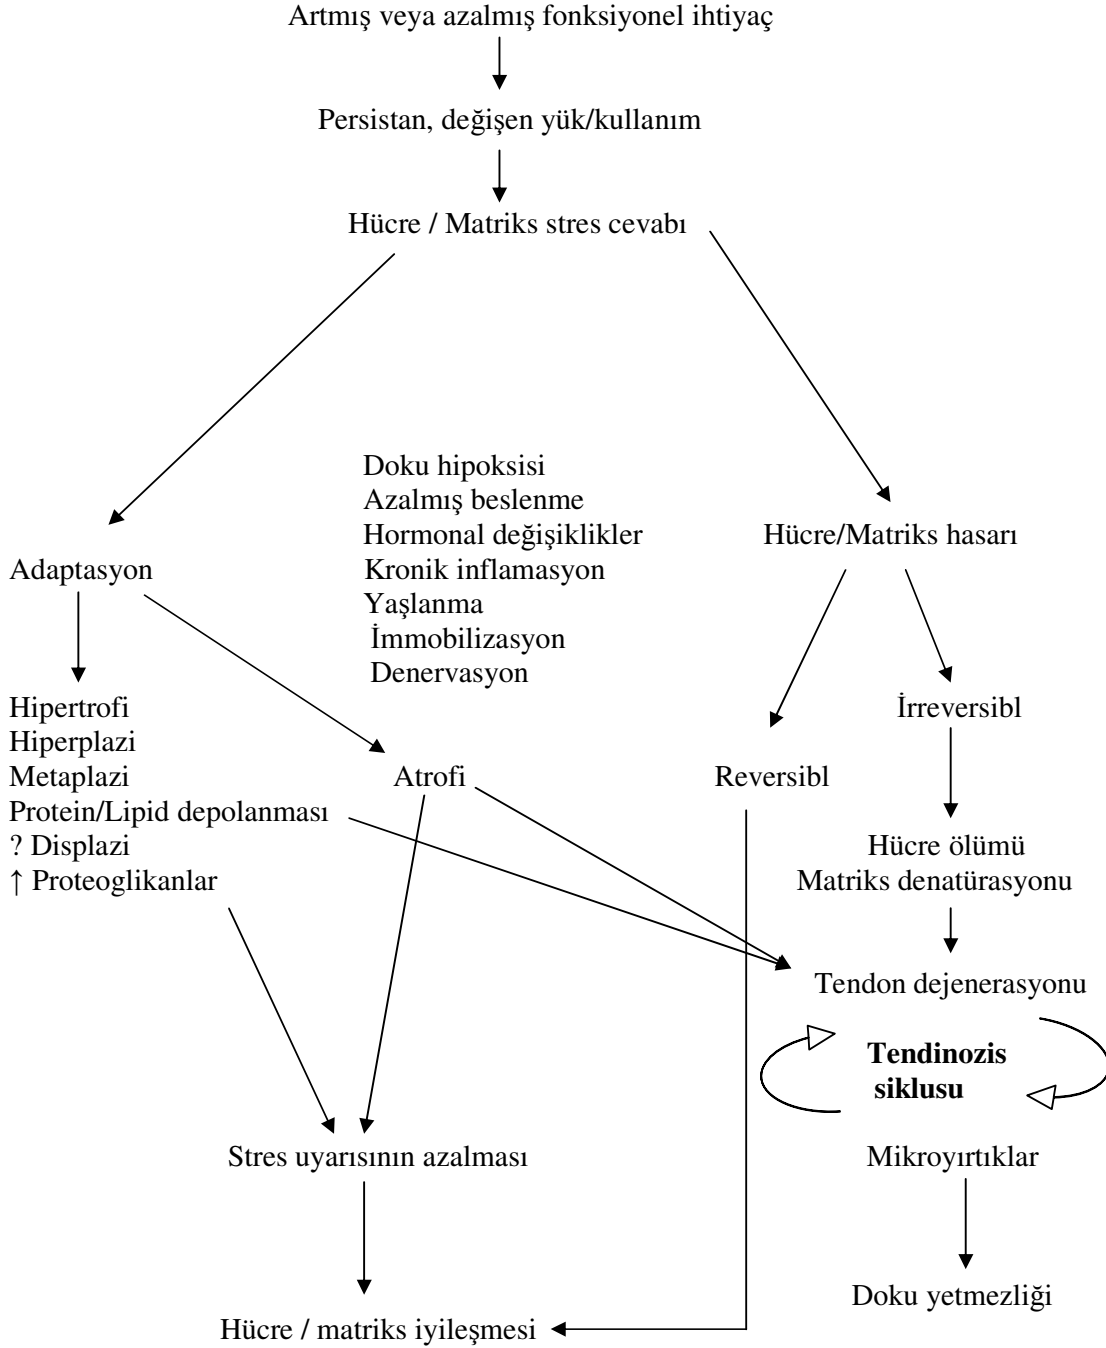 Artmış veya azalmış fonksiyonel ihtiyaç
Persistan, değişen yük/kullanım
Hücre / Matriks stres cevabı
Doku hipoksisi
Azalmış beslenme
Hormonal değişiklikler
Kronik inflamasyon
Yaşlanma
İmmobilizasyon
Denervasyon
Hücre/Matriks hasarı
Adaptasyon
Hipertrofi
Hiperplazi
Metaplazi
Protein/Lipid depolanması
? Displazi
↑ Proteoglikanlar
Atrofi
Reversibl
İrreversibl
Hücre ölümü
Matriks denatürasyonu
Tendon dejenerasyonu
Tendinozis
siklusu
Stres uyarısının azalması
Mikroyırtıklar
Doku yetmezliği
Hücre / matriks iyileşmesi